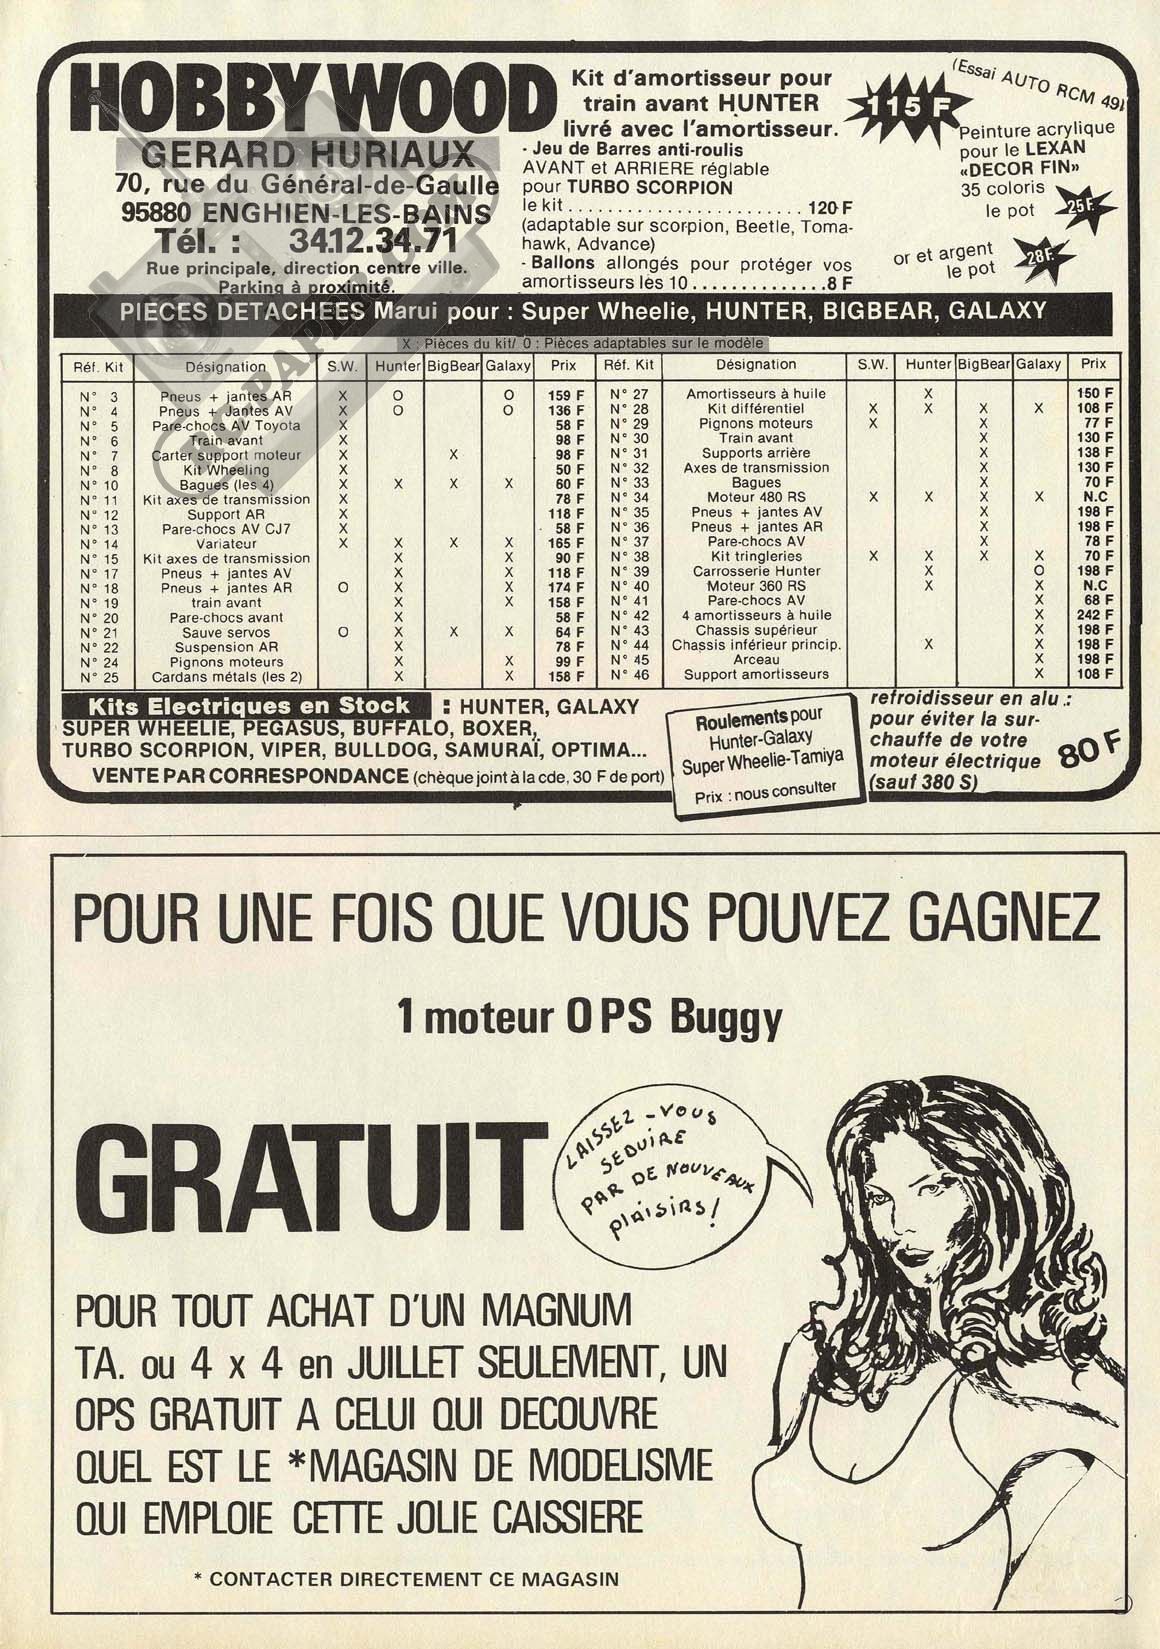 HOBBYWOOD
GERARD HURIAUX
70, rue du Général-de-Gaulle
95880 ENGHIEN-LES-BAINS
Tél. : 34.12.34.71
Rue principale, direction centre ville.
Parking à proximité.
Kit d'amortisseur pour
train avant HUNTER
livré avec l'amortisseur.
115 F
(Essai AUTO RCM 49)
- Jeu de Barres anti-roulis
AVANT et ARRIERE réglable
pour TURBO SCORPION
le kit ........................ 120 F
(adaptable sur scorpion, Beetle, Toma-
hawk, Advance)
- Ballons allongés pour protéger vos
amortisseurs les 10 .............. 8 F
Peinture acrylique
pour le LEXAN
«DECOR FIN»
35 coloris
le pot 25 F.
or et argent
le pot 28 F.
PIECES DETACHEES Marui pour : Super Wheelie, HUNTER, BIGBEAR, GALAXY
X : Pièces du kit/ O : Pièces adaptables sur le modèle
Réf. Kit Désignation S.W. Hunter BigBear Galaxy Prix
N° 3 Pneus + jantes AR X O O 159 F
N° 4 Pneus + Jantes AV X O O 136 F
N° 5 Pare-chocs AV Toyota X 58 F
N° 6 Train avant X 98 F
N° 7 Carter support moteur X X 98 F
N° 8 Kit Wheeling X 50 F
N° 10 Bagues (les 4) X X X X 60 F
N° 11 Kit axes de transmission X 78 F
N° 12 Support AR X 118 F
N° 13 Pare-chocs AV CJ7 X 58 F
N° 14 Variateur X X X X 165 F
N° 15 Kit axes de transmission X X 90 F
N° 17 Pneus + jantes AV X X 118 F
N° 18 Pneus + jantes AR O X X 174 F
N° 19 train avant X X 158 F
N° 20 Pare-chocs avant X 58 F
N° 21 Sauve servos O X X X 64 F
N° 22 Suspension AR X 78 F
N° 24 Pignons moteurs X X 99 F
N° 25 Cardans métals (les 2) X X 158 F
Réf. Kit Désignation S.W. Hunter BigBear Galaxy Prix
N° 27 Amortisseurs à huile X 150 F
N° 28 Kit différentiel X X X X 108 F
N° 29 Pignons moteurs X X 77 F
N° 30 Train avant X 130 F
N° 31 Supports arrière X 138 F
N° 32 Axes de transmission X 130 F
N° 33 Bagues X 70 F
N° 34 Moteur 480 RS X X X X N.C
N° 35 Pneus + jantes AV X 198 F
N° 36 Pneus + jantes AR X 198 F
N° 37 Pare-chocs AV X 78 F
N° 38 Kit tringleries X X X X 70 F
N° 39 Carrosserie Hunter X O 198 F
N° 40 Moteur 360 RS X X N.C
N° 41 Pare-chocs AV X 68 F
N° 42 4 amortisseurs à huile X 242 F
N° 43 Chassis supérieur X 198 F
N° 44 Chassis inférieur princip. X X 198 F
N° 45 Arceau X 198 F
N° 46 Support amortisseurs X 108 F
Kits Electriques en Stock : HUNTER, GALAXY
SUPER WHEELIE, PEGASUS, BUFFALO, BOXER,
TURBO SCORPION, VIPER, BULLDOG, SAMURAÏ, OPTIMA...
VENTE PAR CORRESPONDANCE (chèque joint à la cde, 30 F de port)
Roulements pour
Hunter-Galaxy
Super Wheelie-Tamiya
Prix : nous consulter
refroidisseur en alu :
pour éviter la sur-
chauffe de votre
moteur électrique
(sauf 380 S)
80 F
POUR UNE FOIS QUE VOUS POUVEZ GAGNEZ
1 moteur OPS Buggy
GRATUIT
LAISSEZ-VOUS
SEDUIRE
PAR DE NOUVEAUX
plaisirs!
POUR TOUT ACHAT D'UN MAGNUM
TA. ou 4 x 4 en JUILLET SEULEMENT, UN
OPS GRATUIT A CELUI QUI DECOUVRE
QUEL EST LE *MAGASIN DE MODELISME
QUI EMPLOIE CETTE JOLIE CAISSIERE
* CONTACTER DIRECTEMENT CE MAGASIN